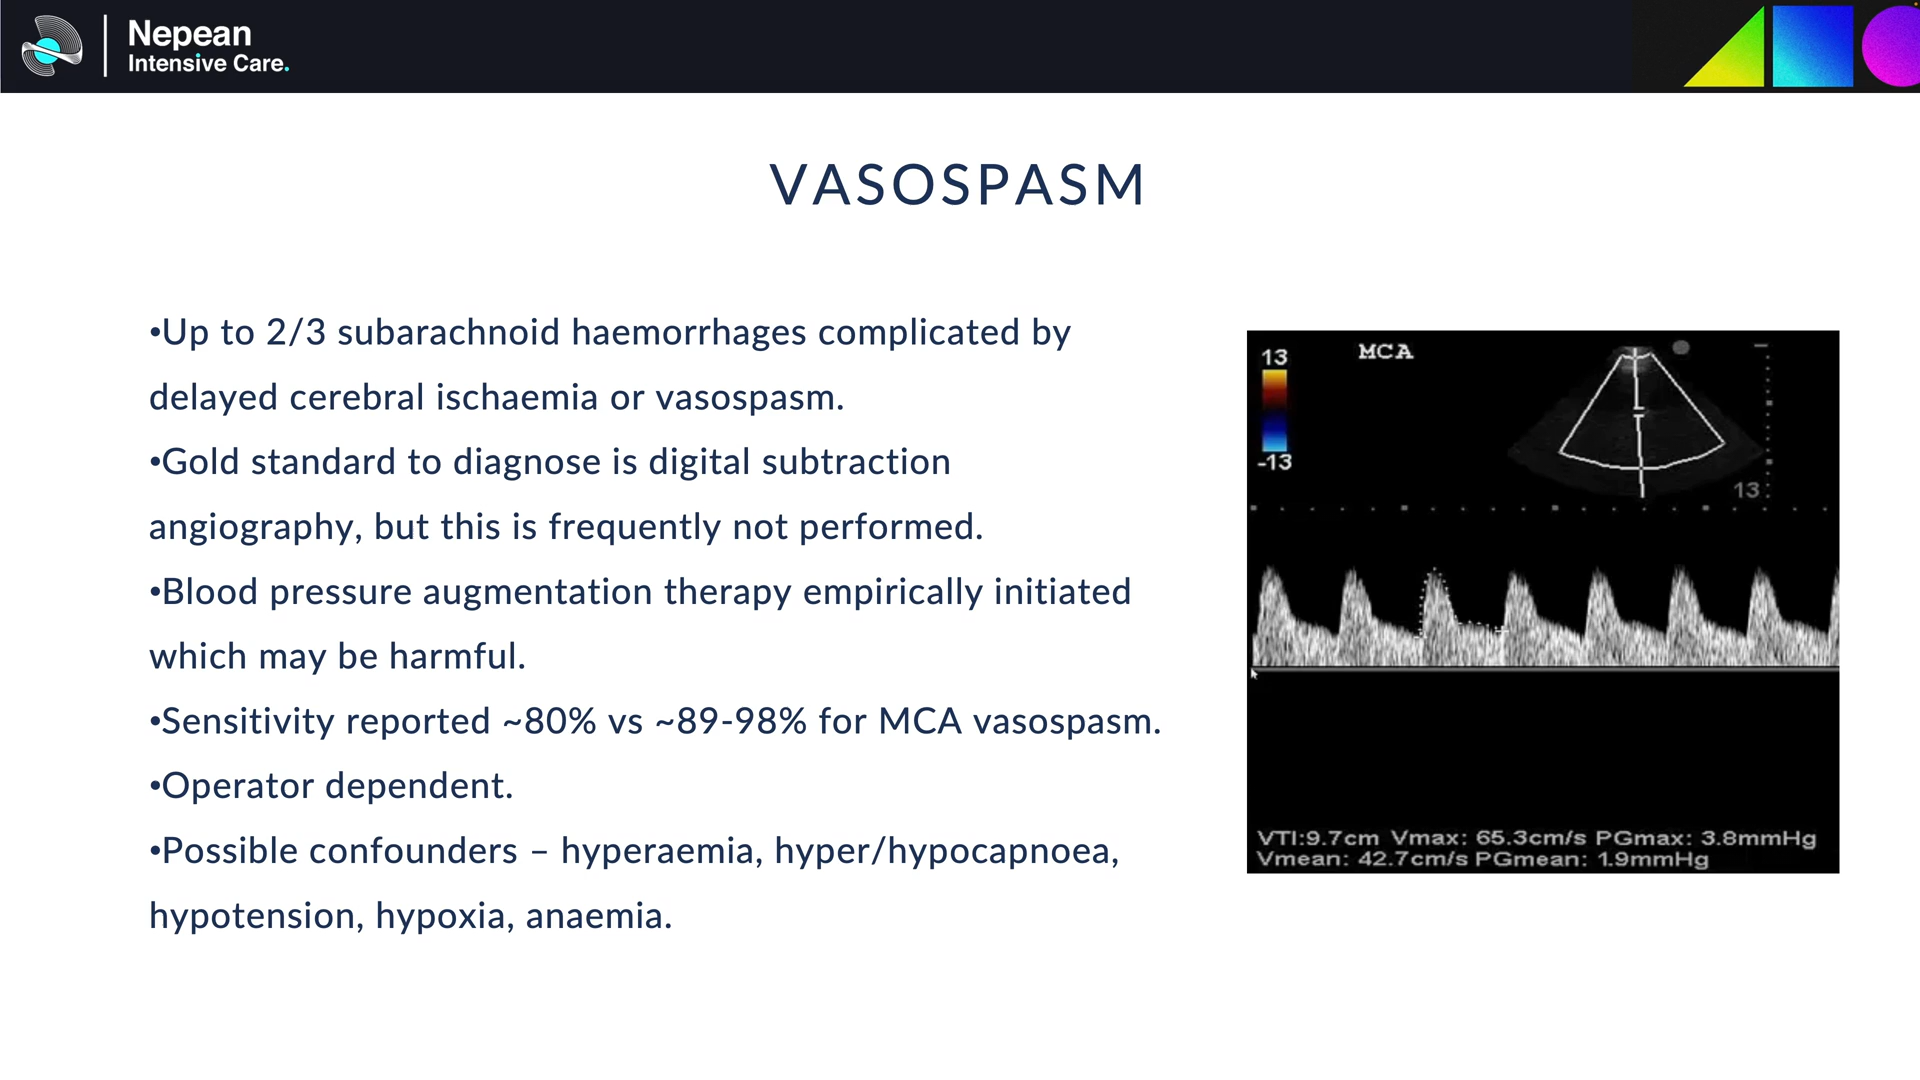 Nepean
Intensive Care.
VASOSPASM
•Up to 2/3 subarachnoid haemorrhages complicated by
delayed cerebral ischaemia or vasospasm.
•Gold standard to diagnose is digital subtraction
angiography, but this is frequently not performed.
•Blood pressure augmentation therapy empirically initiated
which may be harmful.
•Sensitivity reported ~80% vs ~89-98% for MCA vasospasm.
•Operator dependent.
•Possible confounders – hyperaemia, hyper/hypocapnoea,
hypotension, hypoxia, anaemia.
13
MCA
-13
13
VTI:9.7cm Vmax: 65.3cm/s PGmax: 3.8mmHg
Vmean: 42.7cm/s PGmean: 1.9mmHg